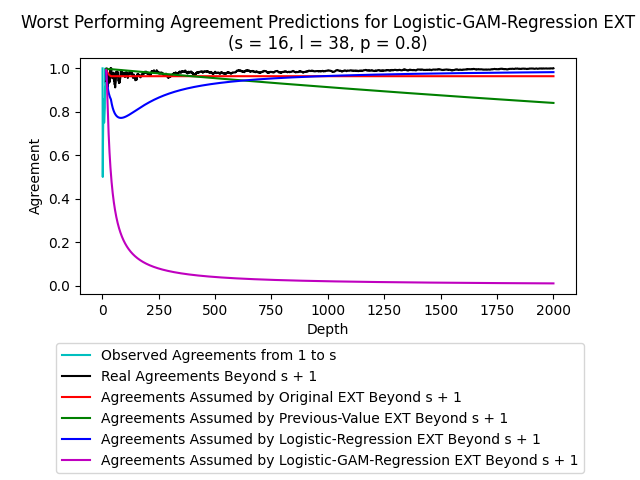 Worst Performing Agreement Predictions for Logistic-GAM-Regression EXT
(s = 16, l = 38, p = 0.8)
1.0
0.8
0.6
0.4
0.2
0.0
Agreement
0 250 500 750 1000 1250 1500 1750 2000
Depth
Observed Agreements from 1 to s
Real Agreements Beyond s + 1
Agreements Assumed by Original EXT Beyond s + 1
Agreements Assumed by Previous-Value EXT Beyond s + 1
Agreements Assumed by Logistic-Regression EXT Beyond s + 1
Agreements Assumed by Logistic-GAM-Regression EXT Beyond s + 1